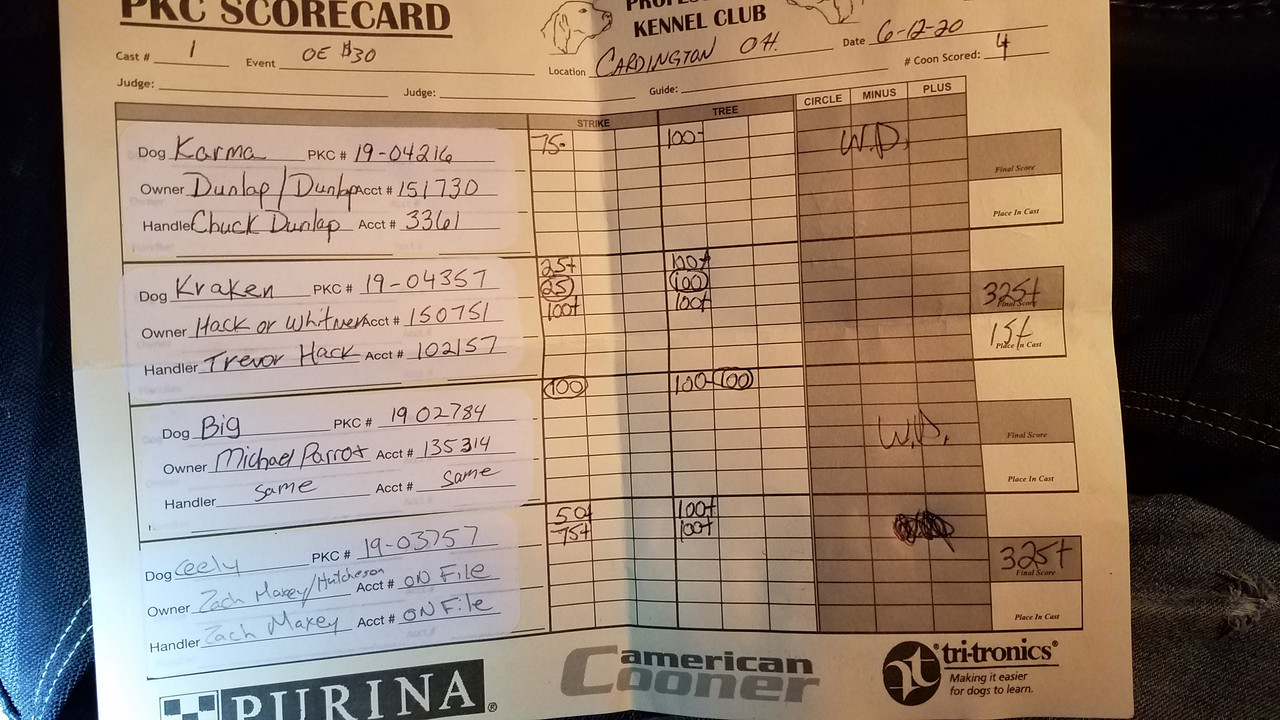 PKC SCORECARD
KENNEL CLUB
Cast # 1 Event OE $30 Location CARDINGTON OH. Date 6-12-20
Judge: Judge: Guide: # Coon Scored: 4
STRIKE TREE CIRCLE MINUS PLUS
Dog Karma PKC # 19-04216 75- 100- W.D.
Owner Dunlap/Dunlap Acct # 151730 Final Score
Handler Chuck Dunlap Acct # 3361 Place In Cast
25+ 100+
Dog Kraken PKC # 19-04357 25 100 325+ Final Score
100+ 100+
Owner Hack or Whitmer Acct # 150751 1st Place In Cast
Handler Trevor Hack Acct # 102157
100 100- 100
Dog Big PKC # 19 02784 W.D. Final Score
Owner Michael Parrot Acct # 135314
Handler same Acct # same Place In Cast
50+ 100+
75+ 100+
Dog Ceely PKC # 19-03757 325+ Final Score
Owner Zach Maxey/Hutcheson Acct # ON File
Handler Zach Maxey Acct # ON File Place In Cast
PURINA®
american Cooner
tri-tronics®
Making it easier
for dogs to learn.